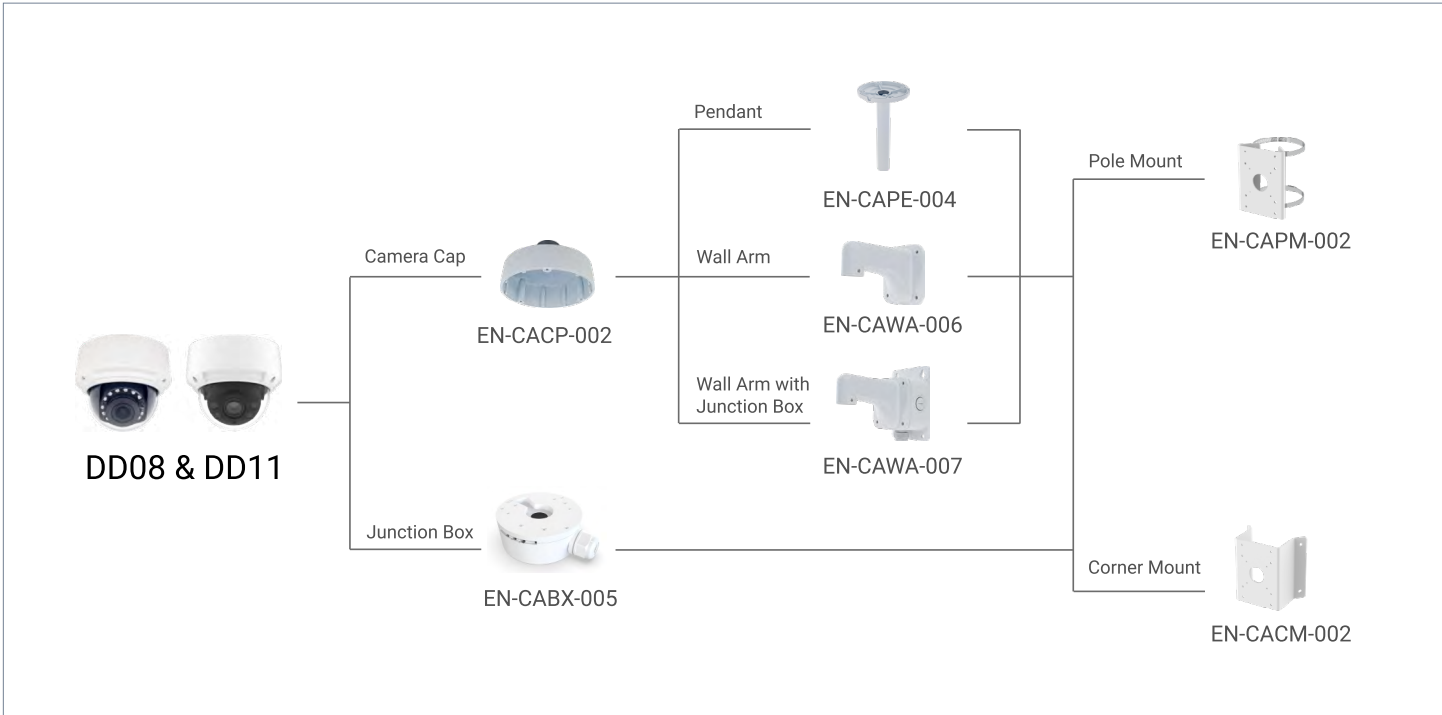 Pendant
EN-CAPE-004
Pole Mount
EN-CAPM-002
Camera Cap
EN-CACP-002
Wall Arm
EN-CAWA-006
Wall Arm with
Junction Box
EN-CAWA-007
DD08 & DD11
Junction Box
EN-CABX-005
Corner Mount
EN-CACM-002